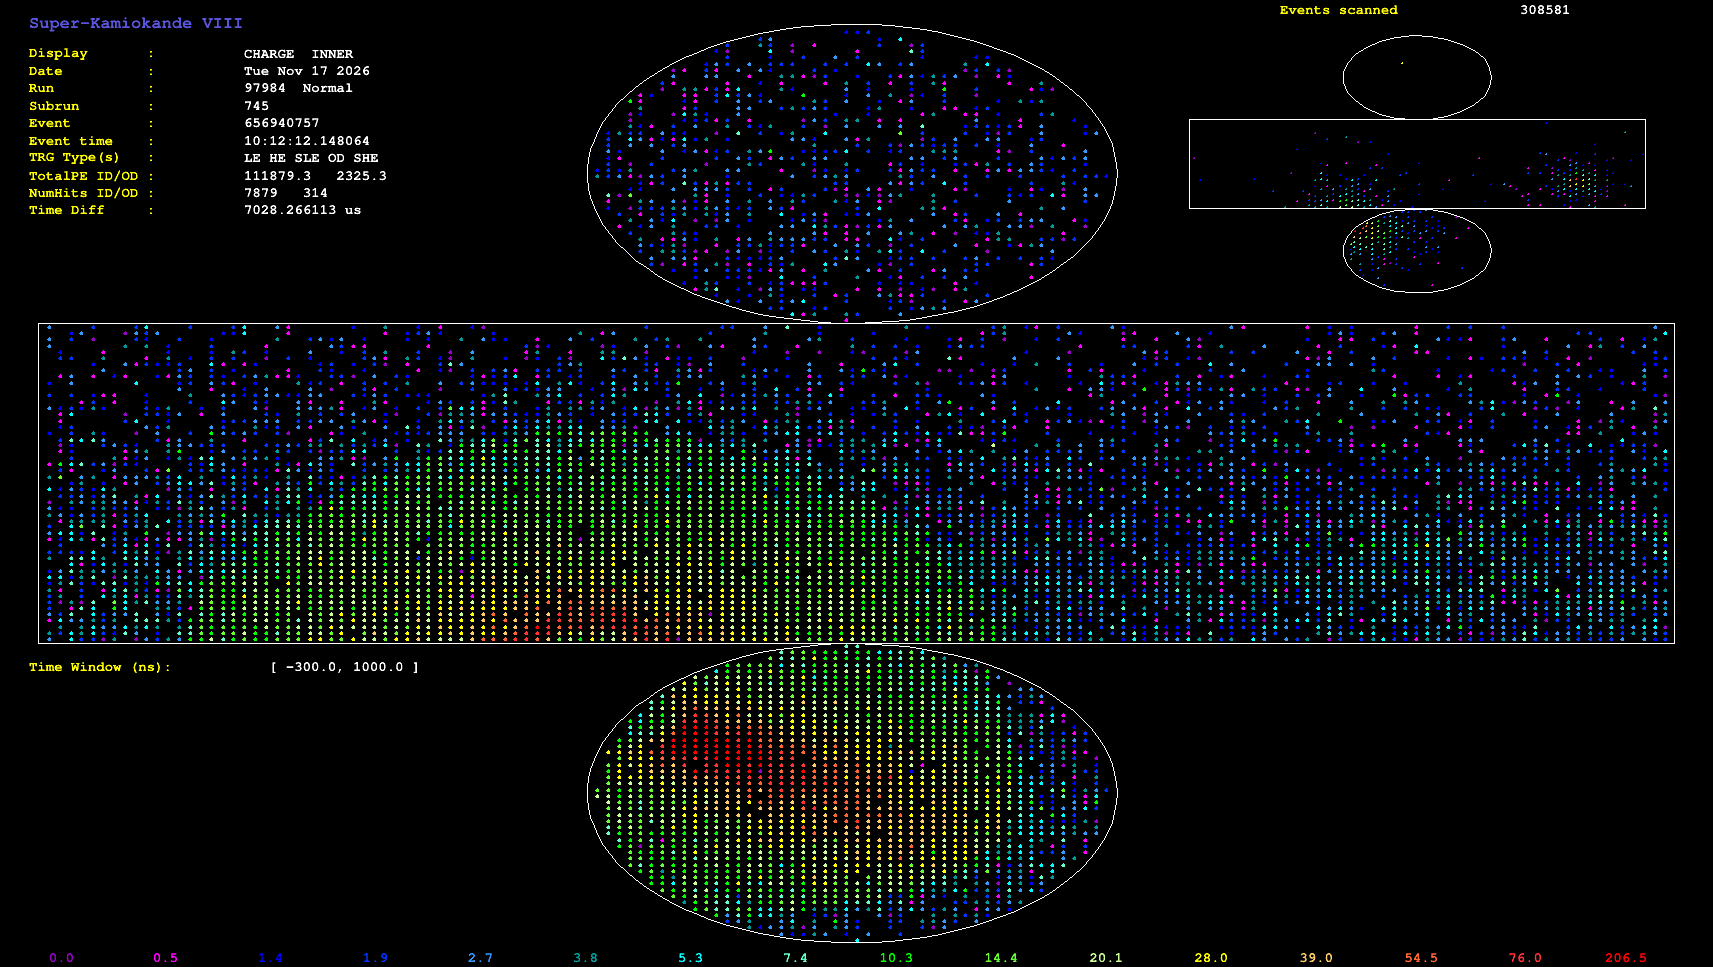 Super-Kamiokande VIII
Events scanned 308581
Display : CHARGE INNER
Date : Tue Nov 17 2026
Run : 97984 Normal
Subrun : 745
Event : 656940757
Event time : 10:12:12.148064
TRG Type(s) : LE HE SLE OD SHE
TotalPE ID/OD : 111879.3 2325.3
NumHits ID/OD : 7879 314
Time Diff : 7028.266113 us
Time Window (ns): [ -300.0, 1000.0 ]
0.0 0.5 1.4 1.9 2.7 3.8 5.3 7.4 10.3 14.4 20.1 28.0 39.0 54.5 76.0 206.5